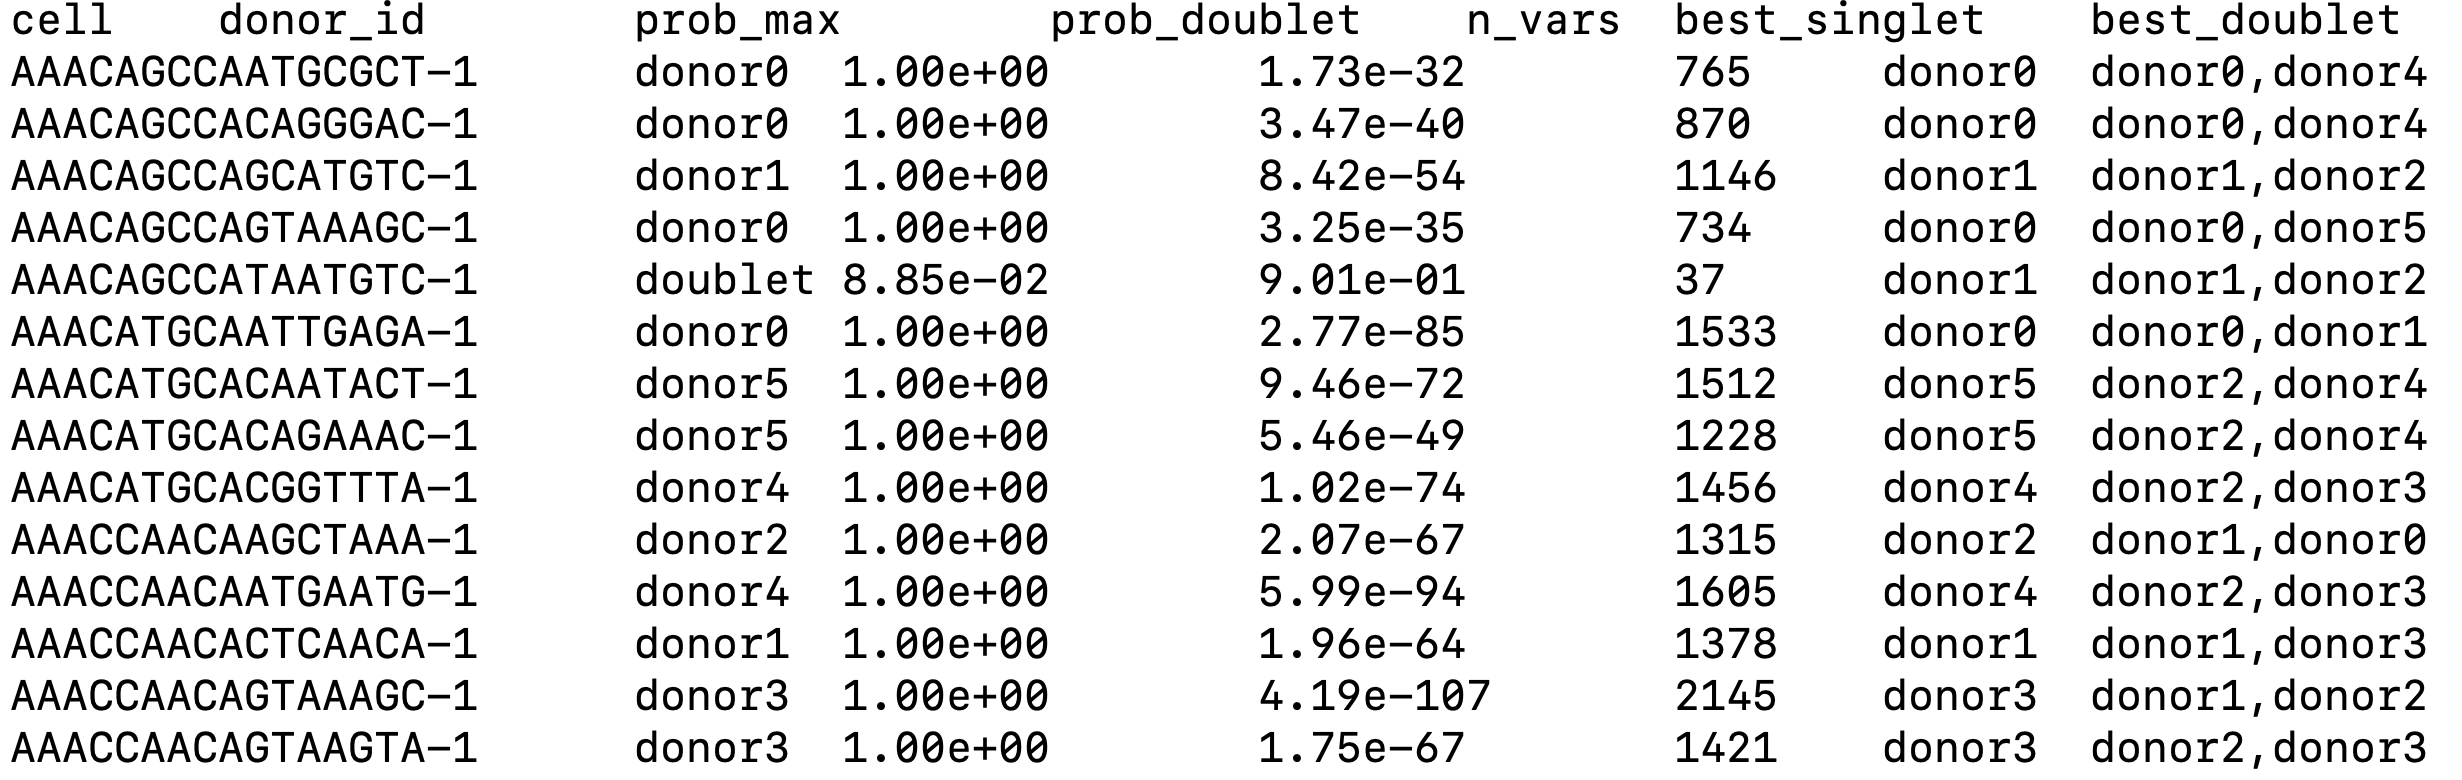 cell donor_id prob_max prob_doublet n_vars best_singlet best_doublet
AAACAGCCAATGCGCT-1 donor0 1.00e+00 1.73e-32 765 donor0 donor0,donor4
AAACAGCCACAGGGAC-1 donor0 1.00e+00 3.47e-40 870 donor0 donor0,donor4
AAACAGCCAGCATGTC-1 donor1 1.00e+00 8.42e-54 1146 donor1 donor1,donor2
AAACAGCCAGTAAAGC-1 donor0 1.00e+00 3.25e-35 734 donor0 donor0,donor5
AAACAGCCATAATGTC-1 doublet 8.85e-02 9.01e-01 37 donor1 donor1,donor2
AAACATGCAATTGAGA-1 donor0 1.00e+00 2.77e-85 1533 donor0 donor0,donor1
AAACATGCACAATACT-1 donor5 1.00e+00 9.46e-72 1512 donor5 donor2,donor4
AAACATGCACAGAAAC-1 donor5 1.00e+00 5.46e-49 1228 donor5 donor2,donor4
AAACATGCACGGTTTA-1 donor4 1.00e+00 1.02e-74 1456 donor4 donor2,donor3
AAACCAACAAGCTAAA-1 donor2 1.00e+00 2.07e-67 1315 donor2 donor1,donor0
AAACCAACAATGAATG-1 donor4 1.00e+00 5.99e-94 1605 donor4 donor2,donor3
AAACCAACACTCAACA-1 donor1 1.00e+00 1.96e-64 1378 donor1 donor1,donor3
AAACCAACAGTAAAGC-1 donor3 1.00e+00 4.19e-107 2145 donor3 donor1,donor2
AAACCAACAGTAAGTA-1 donor3 1.00e+00 1.75e-67 1421 donor3 donor2,donor3